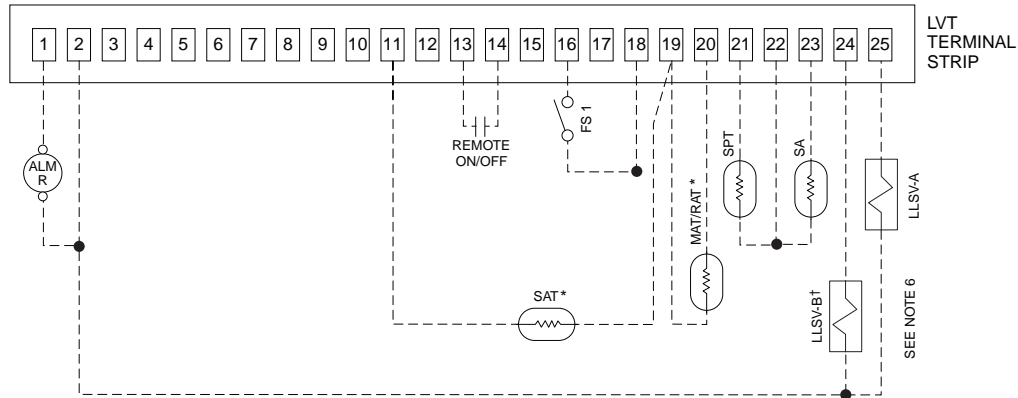 LVT
TERMINAL
STRIP
1 2 3 4 5 6 7 8 9 10 11 12 13 14 15 16 17 18 19 20 21 22 23 24 25
ALM
R
REMOTE
ON/OFF
FS 1
MAT/RAT *
SPT
SA
LLSV-A
SAT*
LLSV-B†
SEE NOTE 6